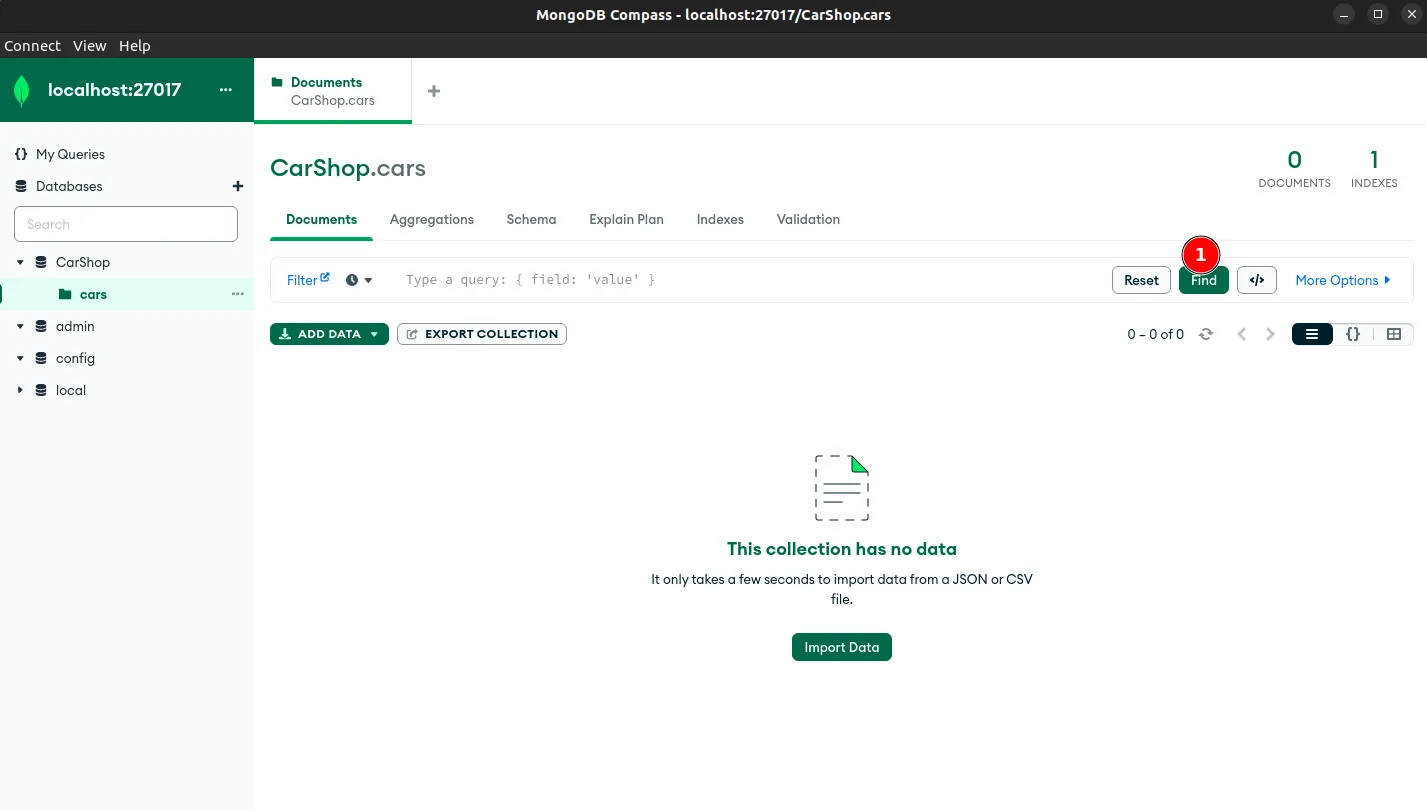 MongoDB Compass - localhost:27017/CarShop.cars
Connect View Help
localhost:27017 ...
Documents
CarShop.cars
{} My Queries
Databases
Search
CarShop
cars
admin
config
local
CarShop.cars
0
DOCUMENTS
1
INDEXES
Documents Aggregations Schema Explain Plan Indexes Validation
1
Filter Type a query: { field: 'value' } Reset Find </> More Options
ADD DATA EXPORT COLLECTION 0 – 0 of 0 {}
This collection has no data
It only takes a few seconds to import data from a JSON or CSV
file.
Import Data